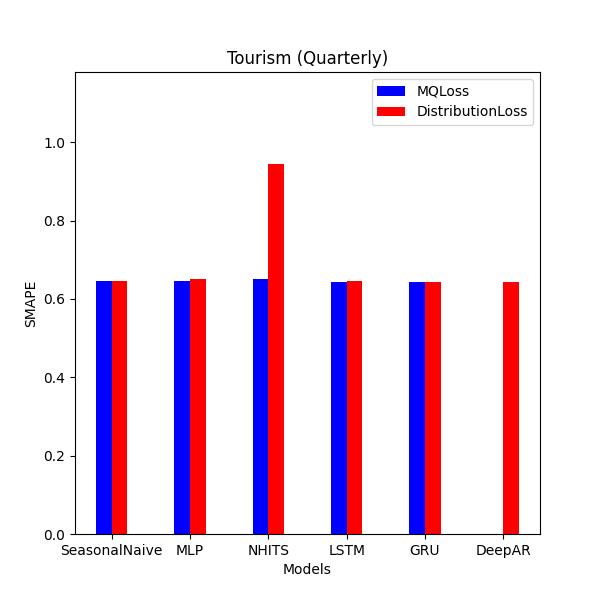 Tourism (Quarterly)
MQLoss
DistributionLoss
SMAPE
1.0
0.8
0.6
0.4
0.2
0.0
SeasonalNaive MLP NHITS LSTM GRU DeepAR
Models